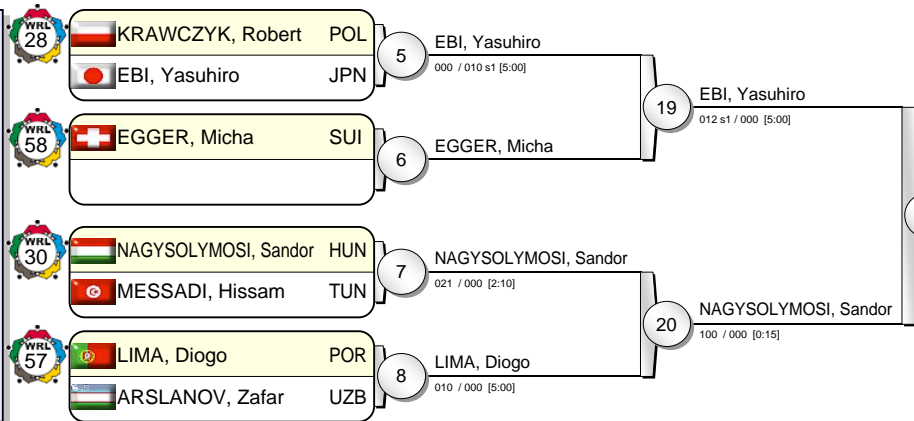 WRL
28
KRAWCZYK, Robert POL
EBI, Yasuhiro JPN
5
EBI, Yasuhiro
000 / 010 s1 [5:00]
WRL
58
EGGER, Micha SUI
6
EGGER, Micha
19
EBI, Yasuhiro
012 s1 / 000 [5:00]
WRL
30
NAGYSOLYMOSI, Sandor HUN
MESSADI, Hissam TUN
7
NAGYSOLYMOSI, Sandor
021 / 000 [2:10]
WRL
57
LIMA, Diogo POR
ARSLANOV, Zafar UZB
8
LIMA, Diogo
010 / 000 [5:00]
20
NAGYSOLYMOSI, Sandor
100 / 000 [0:15]